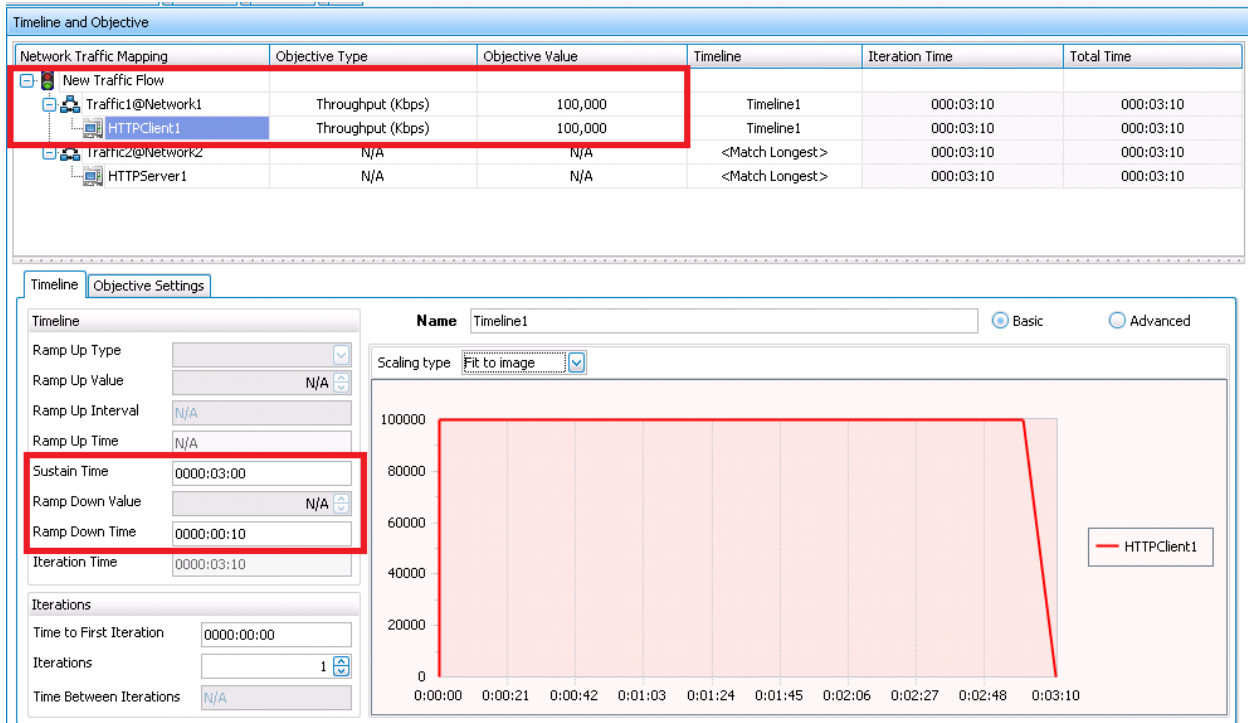 Timeline and Objective
Network Traffic Mapping Objective Type Objective Value Timeline Iteration Time Total Time
New Traffic Flow
Traffic1@Network1 Throughput (Kbps) 100,000 Timeline1 000:03:10 000:03:10
HTTPClient1 Throughput (Kbps) 100,000 Timeline1 000:03:10 000:03:10
Traffic2@Network2 N/A N/A <Match Longest> 000:03:10 000:03:10
HTTPServer1 N/A N/A <Match Longest> 000:03:10 000:03:10
Timeline Objective Settings
Timeline
Ramp Up Type
Ramp Up Value N/A
Ramp Up Interval N/A
Ramp Up Time N/A
Sustain Time 0000:03:00
Ramp Down Value N/A
Ramp Down Time 0000:00:10
Iteration Time 0000:03:10
Iterations
Time to First Iteration 0000:00:00
Iterations 1
Time Between Iterations N/A
Name Timeline1 Basic Advanced
Scaling type Fit to image
100000
80000
60000
40000
20000
0
0:00:00 0:00:21 0:00:42 0:01:03 0:01:24 0:01:45 0:02:06 0:02:27 0:02:48 0:03:10
HTTPClient1